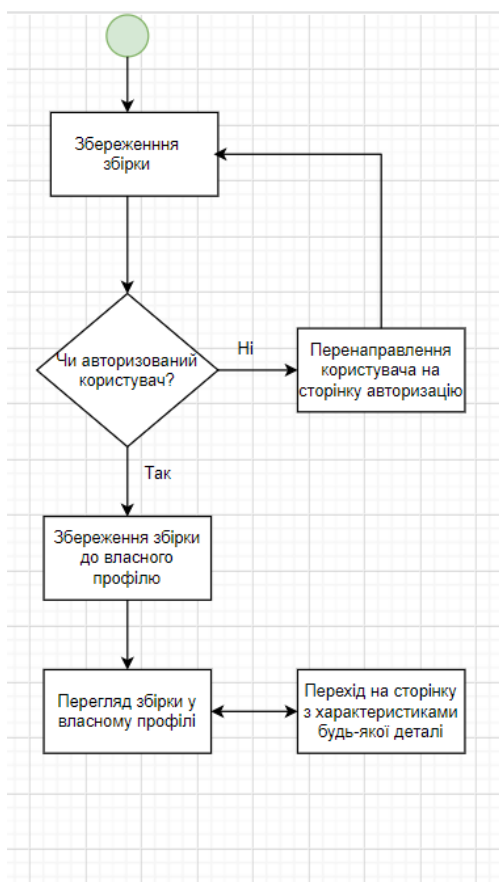 Збереженння
збірки
Чи авторизований
користувач?
Ні
Перенаправлення
користувача на
сторінку авторизацію
Так
Збереження збірки
до власного
профілю
Перегляд збірки у
власному профілі
Перехід на сторінку
з характеристиками
будь-якої деталі